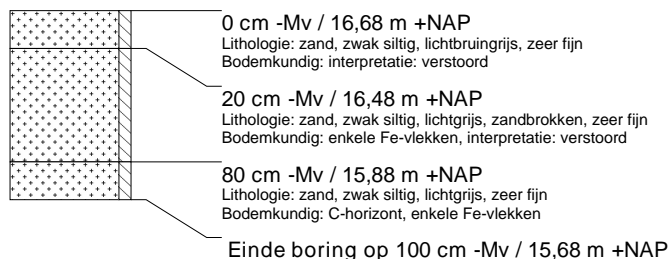 0 cm -Mv / 16,68 m +NAP
Lithologie: zand, zwak siltig, lichtbruingrijs, zeer fijn
Bodemkundig: interpretatie: verstoord
20 cm -Mv / 16,48 m +NAP
Lithologie: zand, zwak siltig, lichtgrijs, zandbrokken, zeer fijn
Bodemkundig: enkele Fe-vlekken, interpretatie: verstoord
80 cm -Mv / 15,88 m +NAP
Lithologie: zand, zwak siltig, lichtgrijs, zeer fijn
Bodemkundig: C-horizont, enkele Fe-vlekken
Einde boring op 100 cm -Mv / 15,68 m +NAP